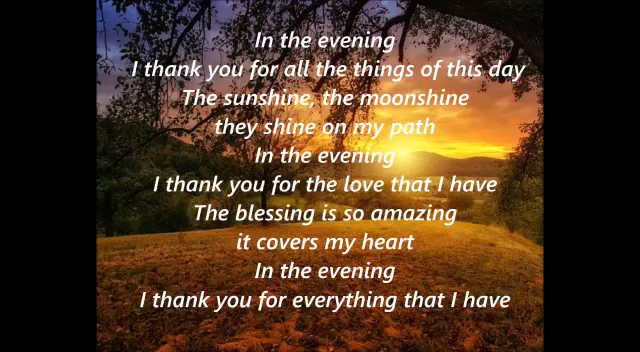 In the evening
I thank you for all the things of this day
The sunshine, the moonshine
they shine on my path
In the evening
I thank you for the love that I have
The blessing is so amazing
it covers my heart
In the evening
I thank you for everything that I have